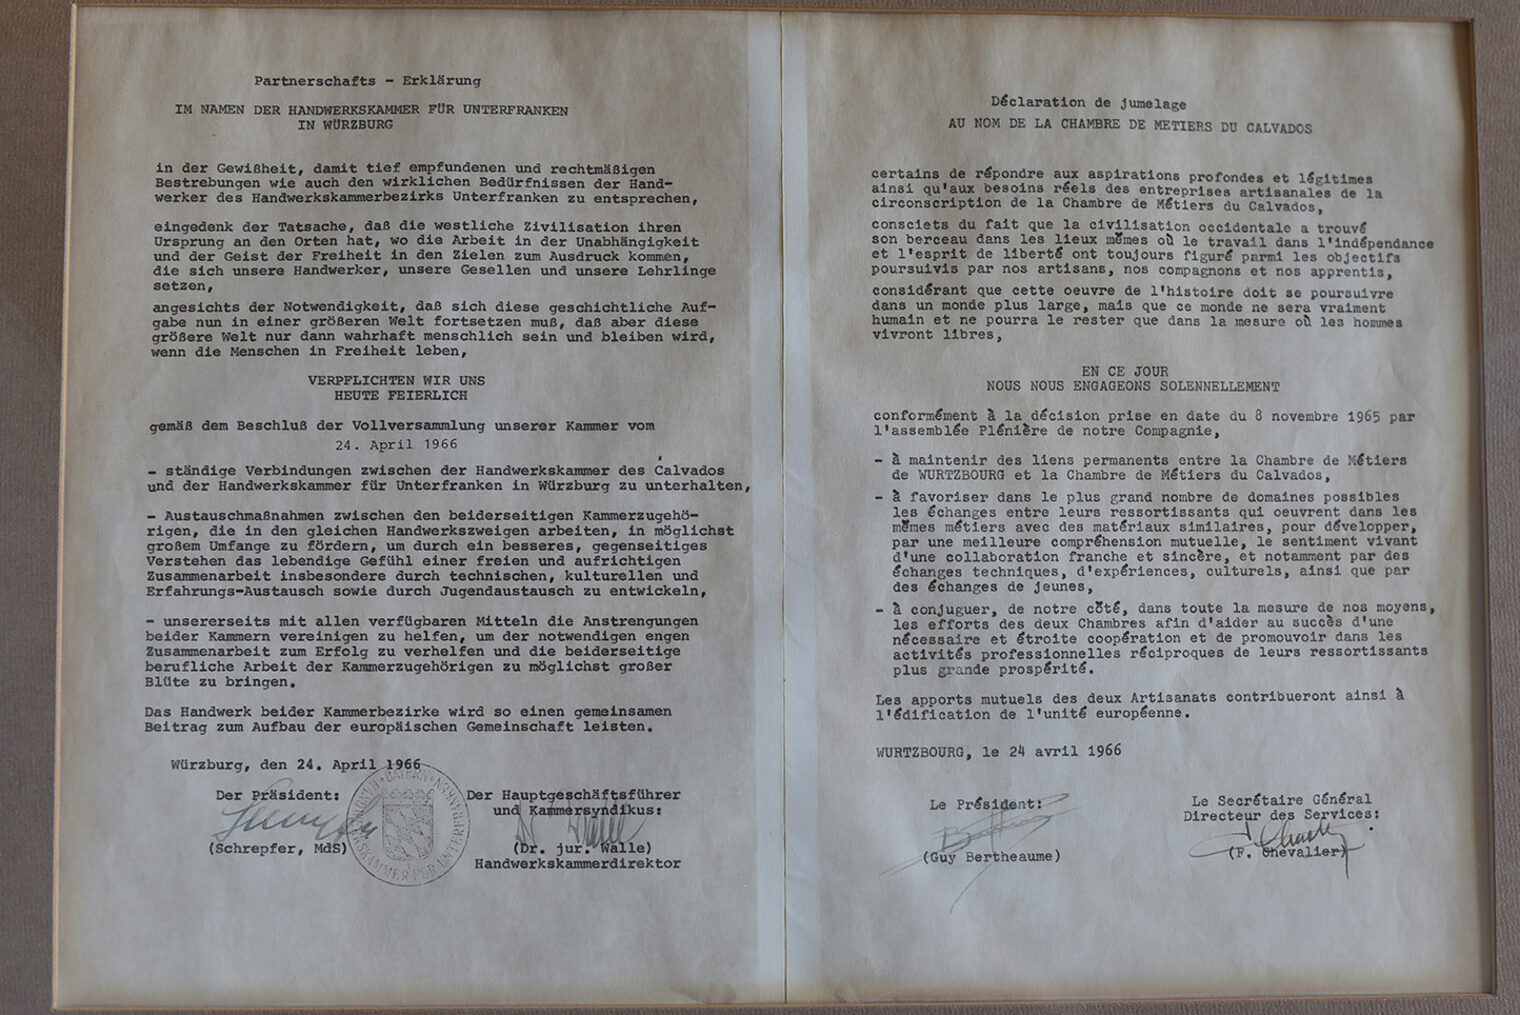 Partnerschafts - Erklärung
IM NAMEN DER HANDWERKSKAMMER FÜR UNTERFRANKEN
IN WÜRZBURG
in der Gewißheit, damit tief empfundenen und rechtmäßigen
Bestrebungen wie auch den wirklichen Bedürfnissen der Hand-
werker des Handwerkskammerbezirks Unterfranken zu entsprechen,
eingedenk der Tatsache, daß die westliche Zivilisation ihren
Ursprung an den Orten hat, wo die Arbeit in der Unabhängigkeit
und der Geist der Freiheit in den Zielen zum Ausdruck kommen,
die sich unsere Handwerker, unsere Gesellen und unsere Lehrlinge
setzen,
angesichts der Notwendigkeit, daß sich diese geschichtliche Auf-
gabe nun in einer größeren Welt fortsetzen muß, daß aber diese
größere Welt nur dann wahrhaft menschlich sein und bleiben wird,
wenn die Menschen in Freiheit leben,
VERPFLICHTEN WIR UNS
HEUTE FEIERLICH
gemäß dem Beschluß der Vollversammlung unserer Kammer vom
24. April 1966
- ständige Verbindungen zwischen der Handwerkskammer des Calvados
und der Handwerkskammer für Unterfranken in Würzburg zu unterhalten,
- Austauschmaßnahmen zwischen den beiderseitigen Kammerzugehö-
rigen, die in den gleichen Handwerkszweigen arbeiten, in möglichst
großem Umfange zu fördern, um durch ein besseres, gegenseitiges
Verstehen das lebendige Gefühl einer freien und aufrichtigen
Zusammenarbeit insbesondere durch technischen, kulturellen und
Erfahrungs-Austausch sowie durch Jugendaustausch zu entwickeln,
- unsererseits mit allen verfügbaren Mitteln die Anstrengungen
beider Kammern vereinigen zu helfen, um der notwendigen engen
Zusammenarbeit zum Erfolg zu verhelfen und die beiderseitige
berufliche Arbeit der Kammerzugehörigen zu möglichst großer
Blüte zu bringen.
Das Handwerk beider Kammerbezirke wird so einen gemeinsamen
Beitrag zum Aufbau der europäischen Gemeinschaft leisten.
Würzburg, den 24. April 1966
Der Präsident:
(Schrepfer, MdS)
BAYERN
HANDWERKSKAMMER FÜR UNTERFRANKEN
Der Hauptgeschäftsführer
und Kammersyndikus:
(Dr. jur. Walle)
Handwerkskammerdirektor
Déclaration de jumelage
AU NOM DE LA CHAMBRE DE METIERS DU CALVADOS
certains de répondre aux aspirations profondes et légitimes
ainsi qu'aux besoins réels des entreprises artisanales de la
circonscription de la Chambre de Métiers du Calvados,
consciets du fait que la civilisation occidentale a trouvé
son berceau dans les lieux mêmes où le travail dans l'indépendance
et l'esprit de liberté ont toujours figuré parmi les objectifs
poursuivis par nos artisans, nos compagnons et nos apprentis,
considérant que cette oeuvre de l'histoire doit se poursuivre
dans un monde plus large, mais que ce monde ne sera vraiment
humain et ne pourra le rester que dans la mesure où les hommes
vivront libres,
EN CE JOUR
NOUS NOUS ENGAGEONS SOLENNELLEMENT
conformément à la décision prise en date du 8 novembre 1965 par
l'assemblée Plénière de notre Compagnie,
- à maintenir des liens permanents entre la Chambre de Métiers
de WURTZBOURG et la Chambre de Métiers du Calvados,
- à favoriser dans le plus grand nombre de domaines possibles
les échanges entre leurs ressortissants qui oeuvrent dans les
mêmes métiers avec des matériaux similaires, pour développer,
par une meilleure compréhension mutuelle, le sentiment vivant
d'une collaboration franche et sincère, et notamment par des
échanges techniques, d'expériences, culturels, ainsi que par
des échanges de jeunes,
- à conjuguer, de notre côté, dans toute la mesure de nos moyens,
les efforts des deux Chambres afin d'aider au succès d'une
nécessaire et étroite coopération et de promouvoir dans les
activités professionnelles réciproques de leurs ressortissants
plus grande prospérité.
Les apports mutuels des deux Artisanats contribueront ainsi à
l'édification de l'unité européenne.
WURTZBOURG, le 24 avril 1966
Le Président:
(Guy Bertheaume)
Le Secrétaire Général
Directeur des Services:
(F. Chevalier)